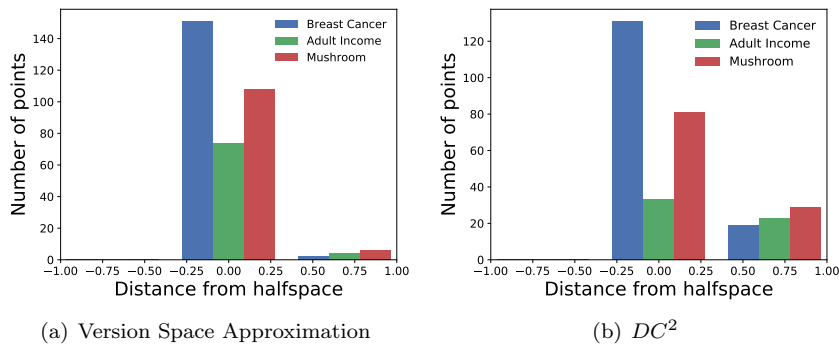 140
120
100
80
60
40
20
0
Number of points
Breast Cancer
Adult Income
Mushroom
−1.00 −0.75 −0.50 −0.25 0.00 0.25 0.50 0.75 1.00
Distance from halfspace
(a) Version Space Approximation
120
100
80
60
40
20
0
Number of points
Breast Cancer
Adult Income
Mushroom
−1.00 −0.75 −0.50 −0.25 0.00 0.25 0.50 0.75 1.00
Distance from halfspace
(b) DC²